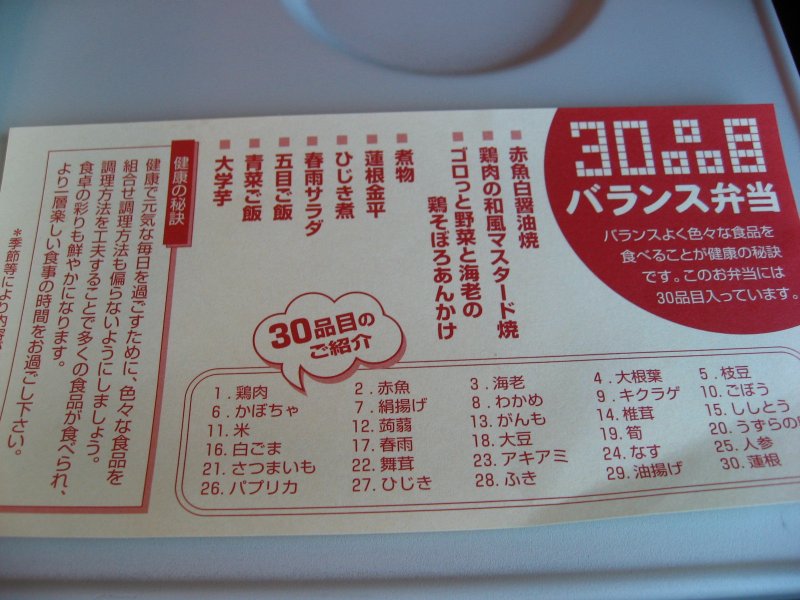 30品目
バランス弁当
バランスよく色々な食品を
食べることが健康の秘訣
です。このお弁当には
30品目入っています。
■赤魚白醤油焼
■鶏肉の和風マスタード焼
■ゴロっと野菜と海老の
鶏そぼろあんかけ
■煮物
■蓮根金平
■ひじき煮
■春雨サラダ
■五目ご飯
■青菜ご飯
■大学芋
健康の秘訣
健康で元気な毎日を過ごすために、色々な食品を
組合せ調理方法も偏らないようにしましょう。
調理方法を工夫することで多くの食品が食べられ、
食卓の彩りも鮮やかになります。
より一層楽しい食事の時間をお過ごし下さい。
*季節等により内容が
30品目の
ご紹介
1. 鶏肉 2. 赤魚 3. 海老 4. 大根葉 5. 枝豆
6. かぼちゃ 7. 絹揚げ 8. わかめ 9. キクラゲ 10. ごぼう
11. 米 12. 蒟蒻 13. がんも 14. 椎茸 15. ししとう
16. 白ごま 17. 春雨 18. 大豆 19. 筍 20. うずらの
21. さつまいも 22. 舞茸 23. アキアミ 24. なす 25. 人参
26. パプリカ 27. ひじき 28. ふき 29. 油揚げ 30. 蓮根